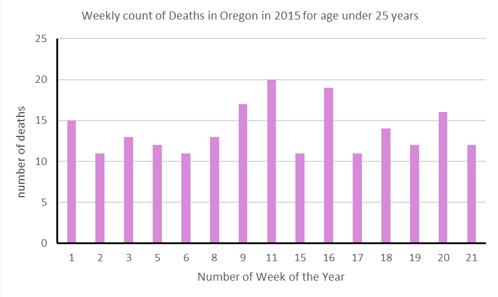 Weekly count of Deaths in Oregon in 2015 for age under 25 years
number of deaths
25
20
15
10
5
0
1 2 3 5 6 8 9 11 15 16 17 18 19 20 21
Number of Week of the Year